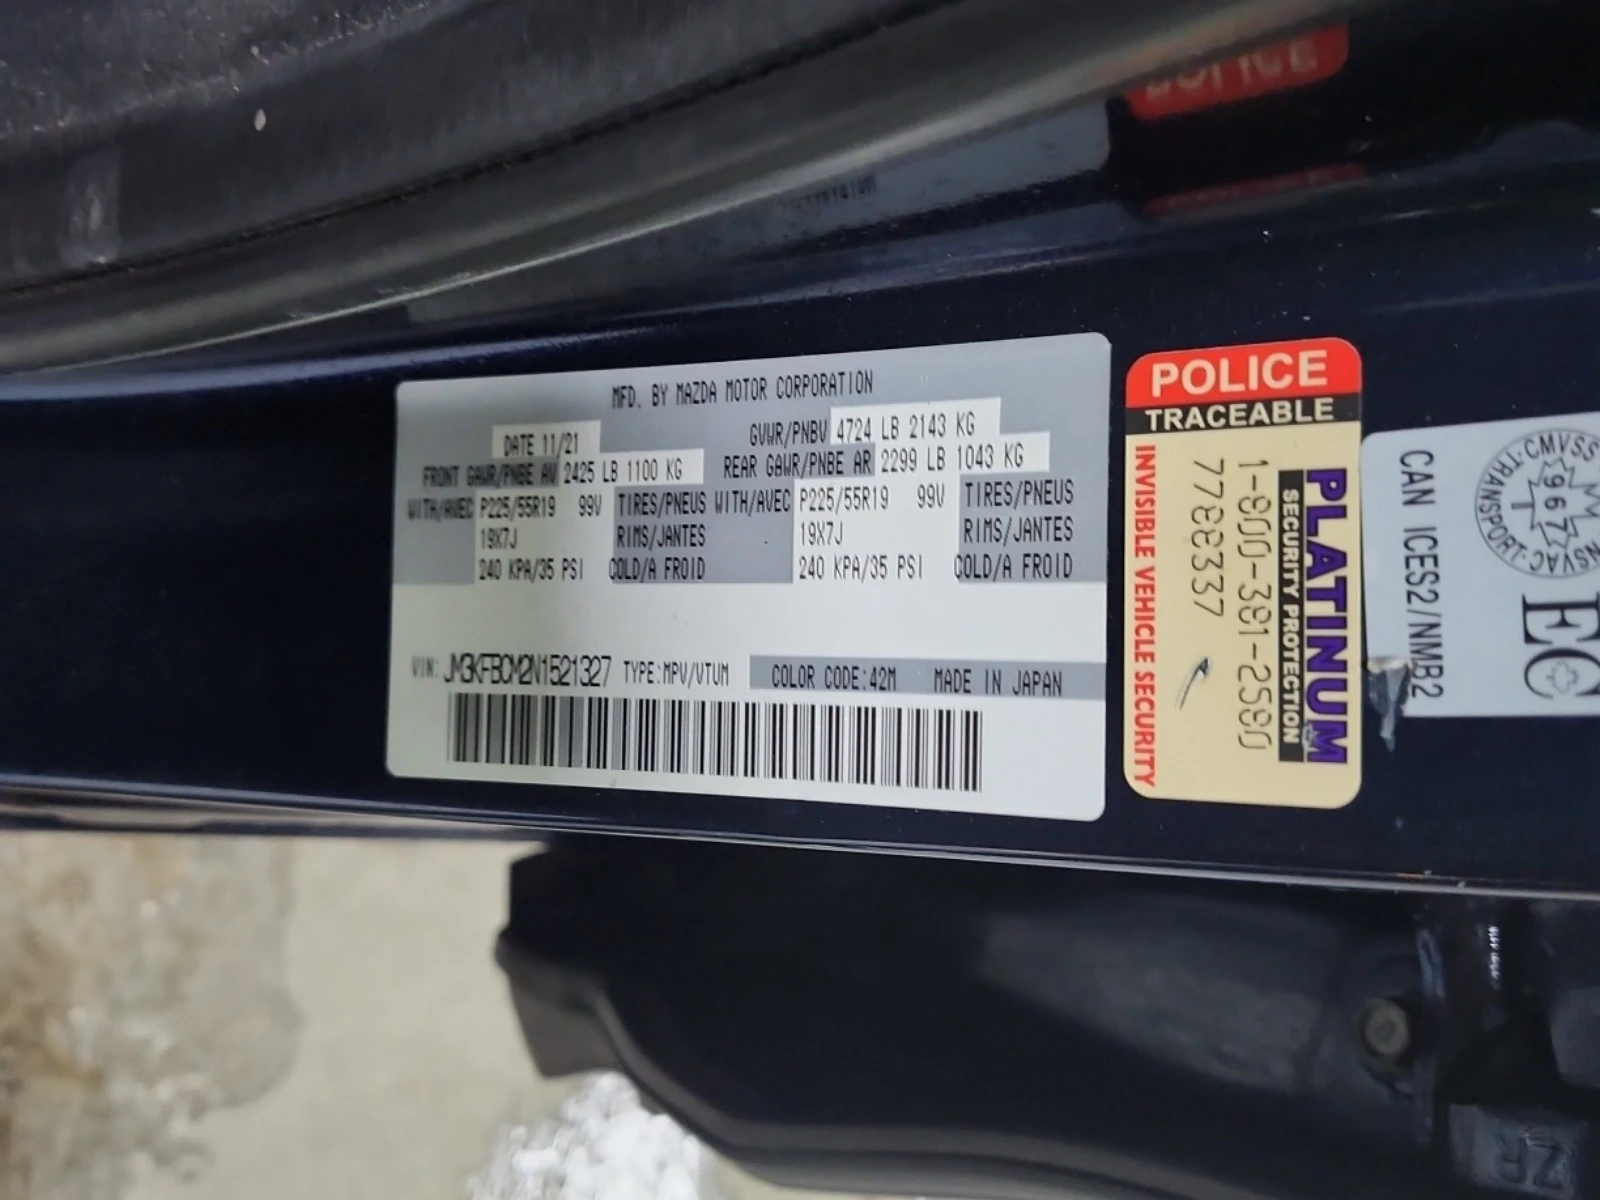 MFD. BY MAZDA MOTOR CORPORATION
DATE 11/21
GVWR/PNBV 4724 LB 2143 KG
FRONT GAWR/PNBE AV 2425 LB 1100 KG
REAR GAWR/PNBE AR 2299 LB 1043 KG
WITH/AVEC P225/55R19 99V TIRES/PNEUS
19X7J RIMS/JANTES
240 KPA/35 PSI COLD/A FROID
WITH/AVEC P225/55R19 99V TIRES/PNEUS
19X7J RIMS/JANTES
240 KPA/35 PSI COLD/A FROID
VIN: JM3KFBCM2N1521327 TYPE:MPV/VTUM COLOR CODE:42M MADE IN JAPAN
POLICE
TRACEABLE
PLATINUM
SECURITY PROTECTION
1-800-381-2580
7788337
INVISIBLE VEHICLE SECURITY
TRANSPORT
CMVSS
NSVAC
967
T
EC
CAN ICES2/NMB2